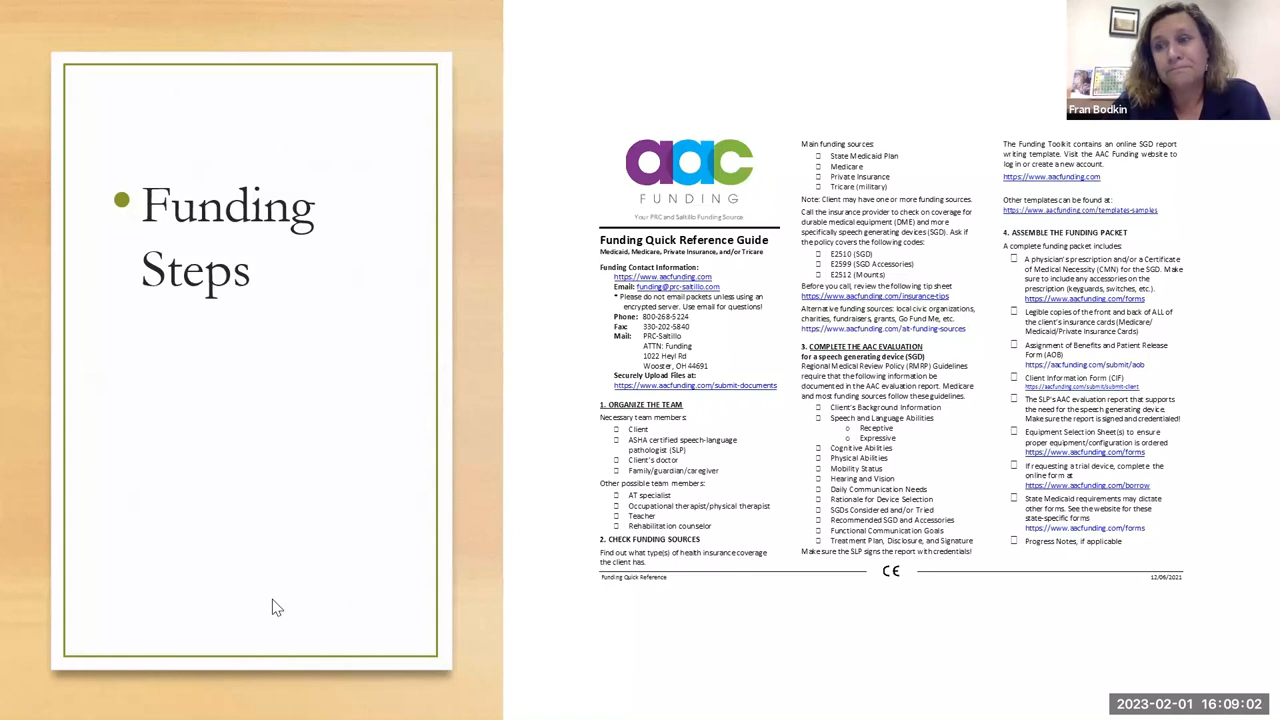 Funding
Steps
Fran Bodkin
aac
FUNDING
Your PRC and Saltillo Funding Source
Funding Quick Reference Guide
Medicaid, Medicare, Private Insurance, and/or Tricare
Funding Contact Information:
https://www.aacfunding.com
Email: funding@prc-saltillo.com
* Please do not email packets unless using an
encrypted server. Use email for questions!
Phone: 800-268-5224
Fax: 330-202-5840
Mail: PRC-Saltillo
ATTN: Funding
1022 Heyl Rd
Wooster, OH 44691
Securely Upload Files at:
https://www.aacfunding.com/submit-documents
1. ORGANIZE THE TEAM
Necessary team members:
Client
ASHA certified speech-language
pathologist (SLP)
Client's doctor
Family/guardian/caregiver
Other possible team members:
AT specialist
Occupational therapist/physical therapist
Teacher
Rehabilitation counselor
2. CHECK FUNDING SOURCES
Find out what type(s) of health insurance coverage
the client has.
Main funding sources:
State Medicaid Plan
Medicare
Private Insurance
Tricare (military)
Note: Client may have one or more funding sources.
Call the insurance provider to check on coverage for
durable medical equipment (DME) and more
specifically speech generating devices (SGD). Ask if
the policy covers the following codes:
E2510 (SGD)
E2599 (SGD Accessories)
E2512 (Mounts)
Before you call, review the following tip sheet
https://www.aacfunding.com/insurance-tips
Alternative funding sources: local civic organizations,
charities, fundraisers, grants, Go Fund Me, etc.
https://www.aacfunding.com/alt-funding-sources
3. COMPLETE THE AAC EVALUATION
for a speech generating device (SGD)
Regional Medical Review Policy (RMRP) Guidelines
require that the following information be
documented in the AAC evaluation report. Medicare
and most funding sources follow these guidelines.
Client's Background Information
Speech and Language Abilities
Receptive
Expressive
Cognitive Abilities
Physical Abilities
Mobility Status
Hearing and Vision
Daily Communication Needs
Rationale for Device Selection
SGDs Considered and/or Tried
Recommended SGD and Accessories
Functional Communication Goals
Treatment Plan, Disclosure, and Signature
Make sure the SLP signs the report with credentials!
The Funding Toolkit contains an online SGD report
writing template. Visit the AAC Funding website to
log in or create a new account.
https://www.aacfunding.com
Other templates can be found at:
https://www.aacfunding.com/templates-samples
4. ASSEMBLE THE FUNDING PACKET
A complete funding packet includes:
A physician's prescription and/or a Certificate
of Medical Necessity (CMN) for the SGD. Make
sure to include any accessories on the
prescription (keyguards, switches, etc.).
https://www.aacfunding.com/forms
Legible copies of the front and back of ALL of
the client's insurance cards (Medicare/
Medicaid/Private Insurance Cards)
Assignment of Benefits and Patient Release
Form (AOB)
https://aacfunding.com/submit/aob
Client Information Form (CIF)
https://aacfunding.com/submit/submit-client
The SLP's AAC evaluation report that supports
the need for the speech generating device.
Make sure the report is signed and credentialed!
Equipment Selection Sheet(s) to ensure
proper equipment/configuration is ordered
https://www.aacfunding.com/forms
If requesting a trial device, complete the
online form at
https://www.aacfunding.com/borrow
State Medicaid requirements may dictate
other forms. See the website for these
state-specific forms
https://www.aacfunding.com/forms
Progress Notes, if applicable
Funding Quick Reference
CE
12/06/2021
2023-02-01 16:09:02